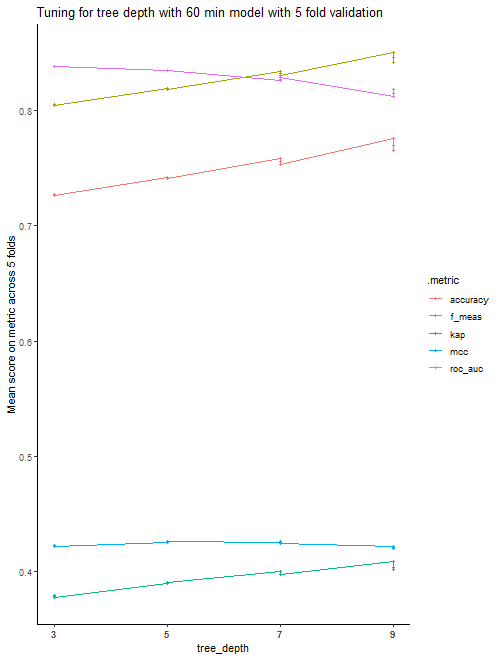 Tuning for tree depth with 60 min model with 5 fold validation
Mean score on metric across 5 folds
0.8
0.7
0.6
0.5
0.4
3 5 7 9
tree_depth
.metric
accuracy
f_meas
kap
mcc
roc_auc